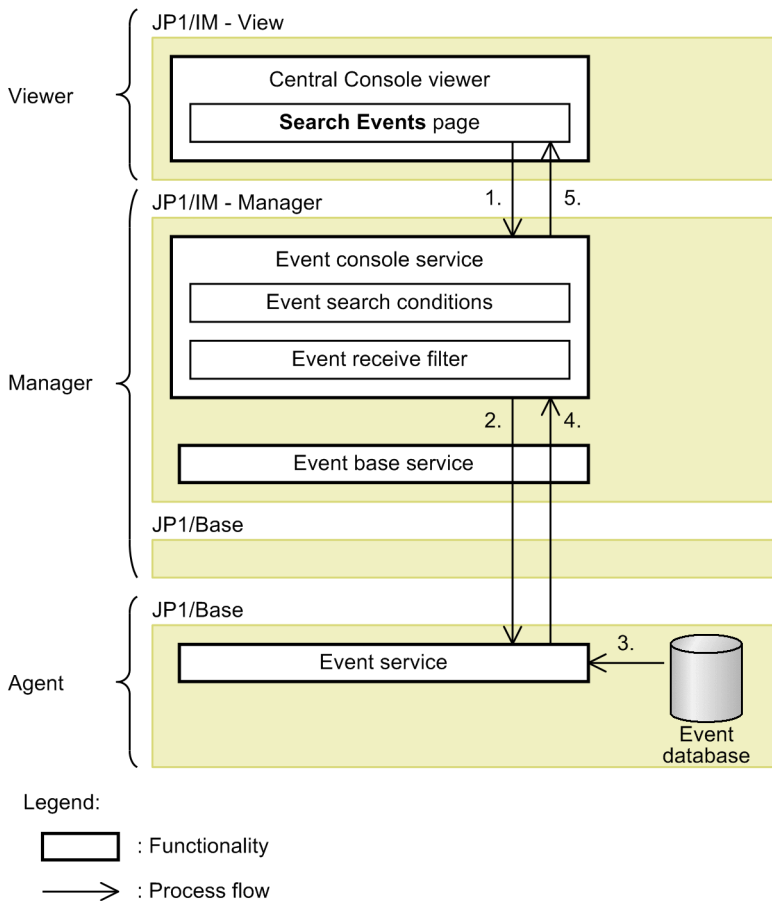 JP1/IM - View
Viewer
Central Console viewer
Search Events page
1.
5.
JP1/IM - Manager
Manager
Event console service
Event search conditions
Event receive filter
2.
4.
Event base service
JP1/Base
JP1/Base
Agent
Event service
3.
Event
database
Legend:
: Functionality
: Process flow